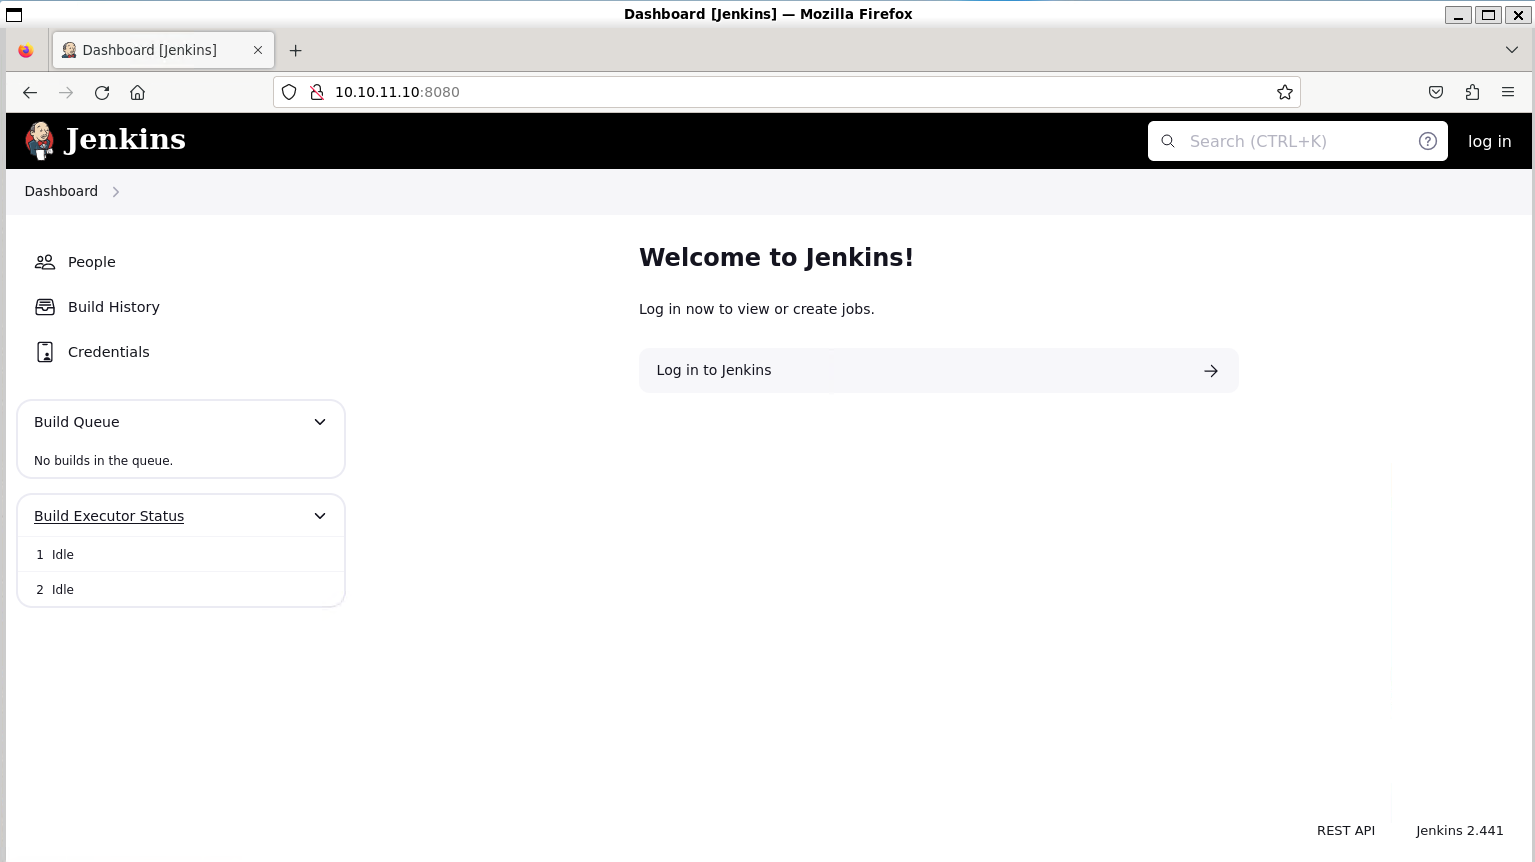 Dashboard [Jenkins] — Mozilla Firefox
Dashboard [Jenkins]
10.10.11.10:8080
Jenkins
Search (CTRL+K)
log in
Dashboard
People
Build History
Credentials
Build Queue
No builds in the queue.
Build Executor Status
1 Idle
2 Idle
Welcome to Jenkins!
Log in now to view or create jobs.
Log in to Jenkins
REST API
Jenkins 2.441